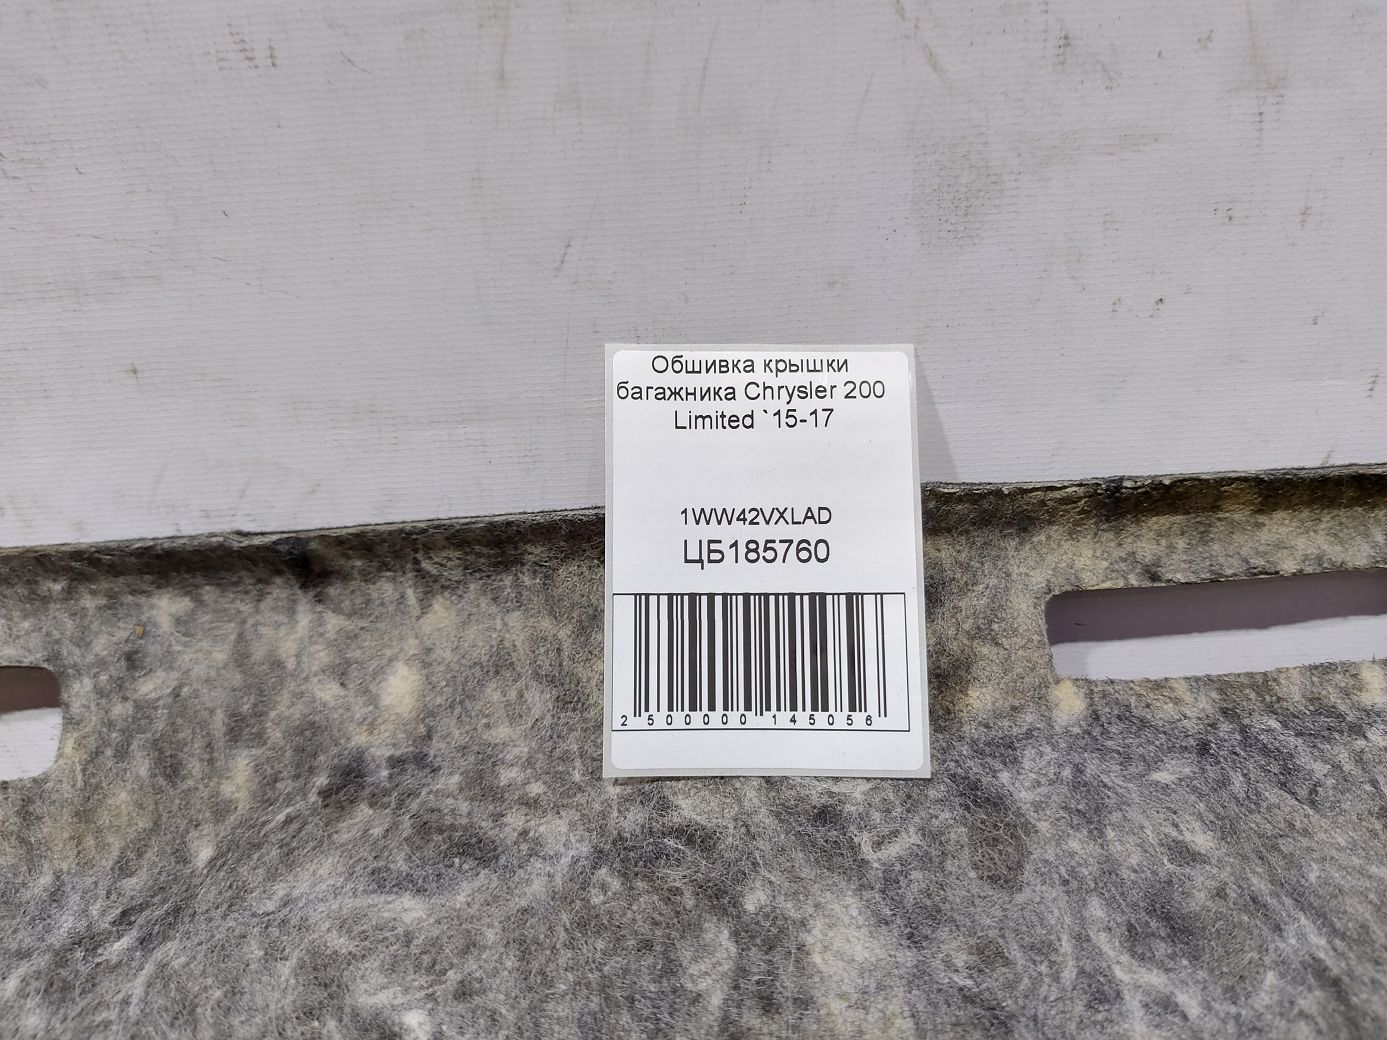 Обшивка крышки
багажника Chrysler 200
Limited `15-17
1WW42VXLAD
ЦБ185760
2500000145056